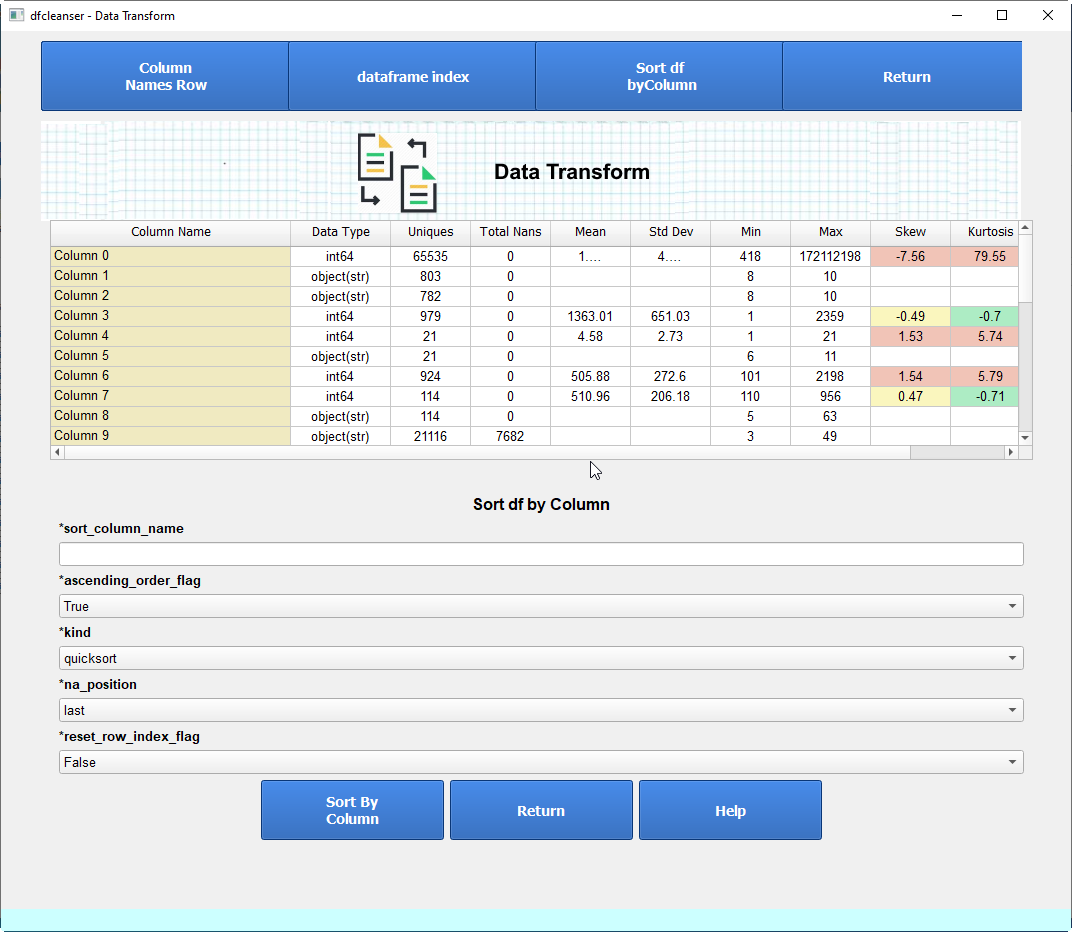 dfcleanser - Data Transform
Column
Names Row
dataframe index
Sort df
byColumn
Return
Data Transform
Column Name Data Type Uniques Total Nans Mean Std Dev Min Max Skew Kurtosis
Column 0 int64 65535 0 1.... 4.... 418 172112198 -7.56 79.55
Column 1 object(str) 803 0 8 10
Column 2 object(str) 782 0 8 10
Column 3 int64 979 0 1363.01 651.03 1 2359 -0.49 -0.7
Column 4 int64 21 0 4.58 2.73 1 21 1.53 5.74
Column 5 object(str) 21 0 6 11
Column 6 int64 924 0 505.88 272.6 101 2198 1.54 5.79
Column 7 int64 114 0 510.96 206.18 110 956 0.47 -0.71
Column 8 object(str) 114 0 5 63
Column 9 object(str) 21116 7682 3 49
Sort df by Column
*sort_column_name
*ascending_order_flag
True
*kind
quicksort
*na_position
last
*reset_row_index_flag
False
Sort By
Column
Return
Help